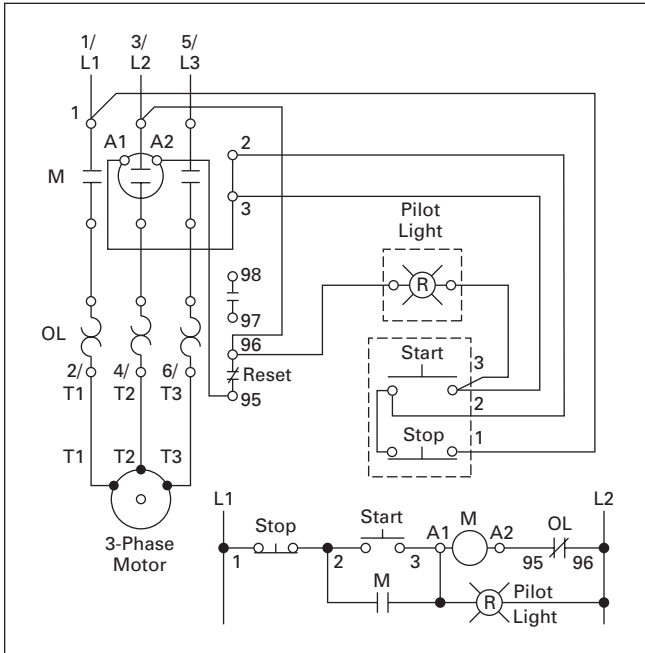 1/ 3/ 5/
L1 L2 L3
1
A1 A2 2
M
3
Pilot
Light
98
R
97
OL
96
Start
3
2/ 4/ 6/ Reset
T1 T2 T3
95
2
Stop 1
T1 T2 T3
L1 L2
3-Phase
Motor
Stop Start A1 M A2 OL
1 2 3 95 96
M R Pilot
Light